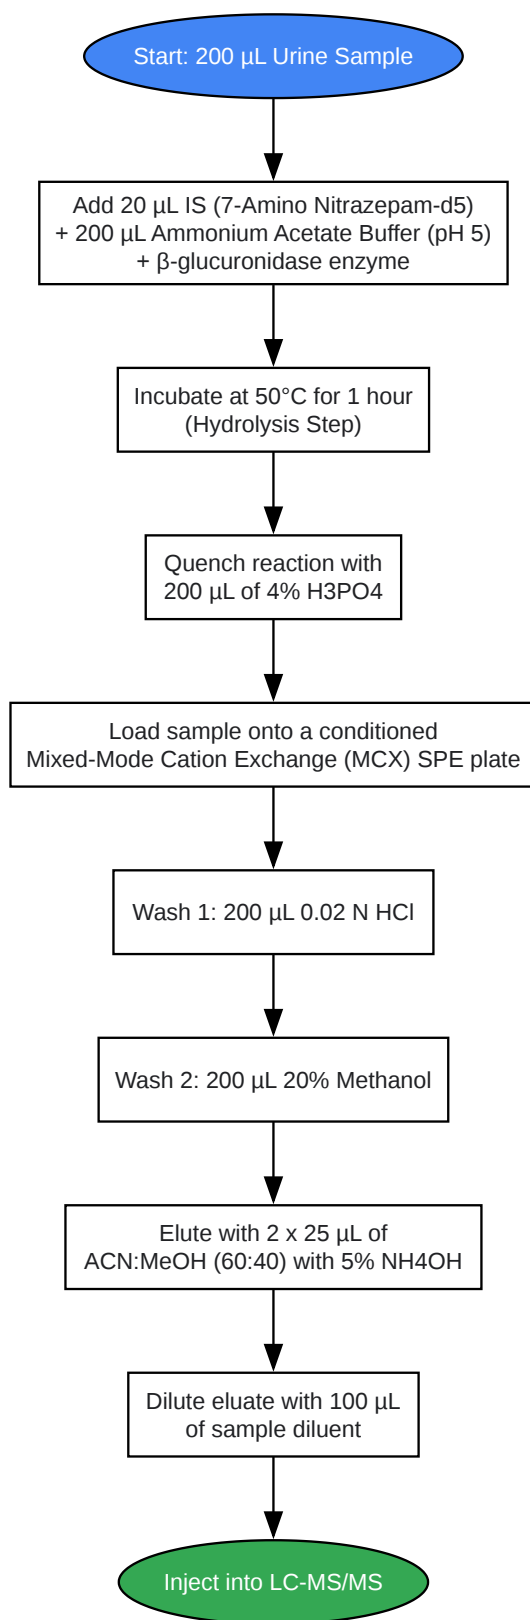 Start: 200 µL Urine Sample
Add 20 µL IS (7-Amino Nitrazepam-d5)
+ 200 µL Ammonium Acetate Buffer (pH 5)
+ β-glucuronidase enzyme
Incubate at 50°C for 1 hour
(Hydrolysis Step)
Quench reaction with
200 µL of 4% H3PO4
Load sample onto a conditioned
Mixed-Mode Cation Exchange (MCX) SPE plate
Wash 1: 200 µL 0.02 N HCl
Wash 2: 200 µL 20% Methanol
Elute with 2 x 25 µL of
ACN:MeOH (60:40) with 5% NH4OH
Dilute eluate with 100 µL
of sample diluent
Inject into LC-MS/MS